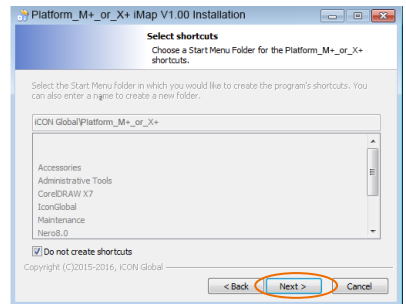 Platform_M+_or_X+ iMap V1.00 Installation
Select shortcuts
Choose a Start Menu Folder for the Platform_M+_or_X+
shortcuts.
Select the Start Menu folder in which you would like to create the program's shortcuts. You
can also enter a name to create a new folder.
iCON Global\Platform_M+_or_X+
Accessories
Administrative Tools
CorelDRAW X7
IconGlobal
Maintenance
Nero8.0
Do not create shortcuts
Copyright (C)2015-2016, iCON Global
< Back Next > Cancel